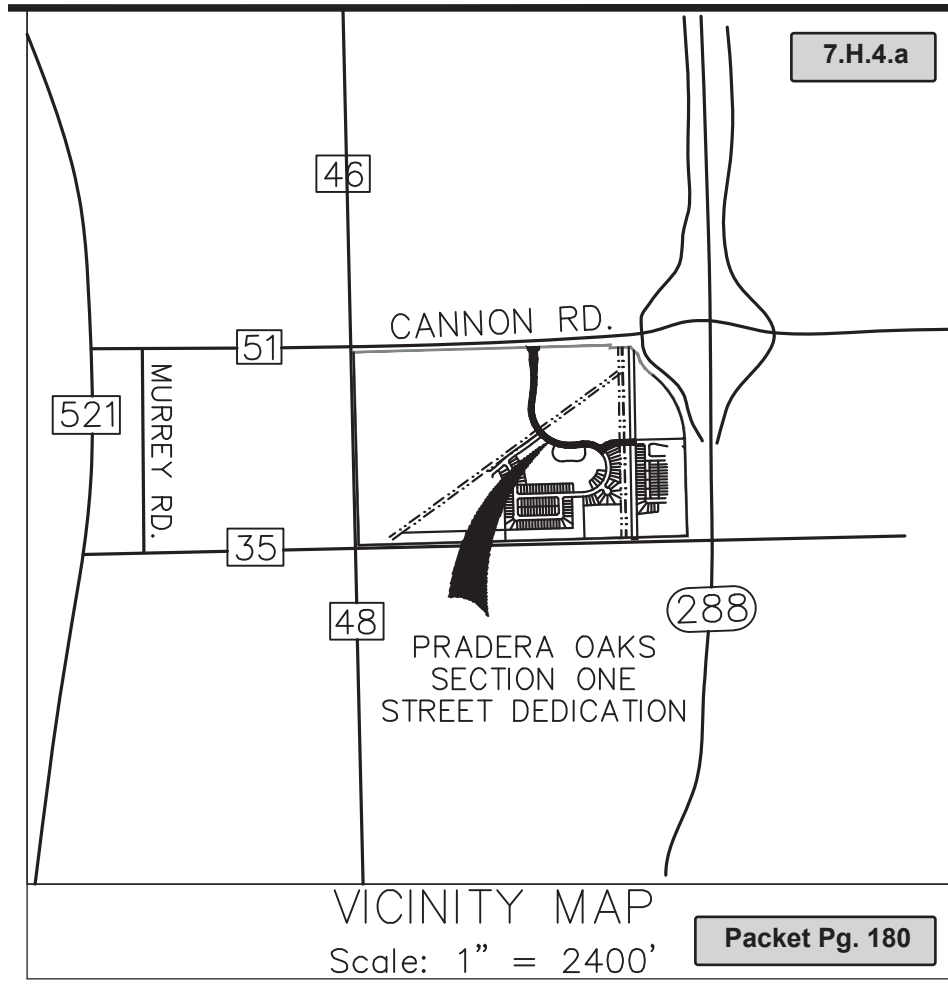 7.H.4.a
46
CANNON RD.
51
521
MURREY RD.
35
48
288
PRADERA OAKS
SECTION ONE
STREET DEDICATION
VICINITY MAP
Scale: 1" = 2400'
Packet Pg. 180